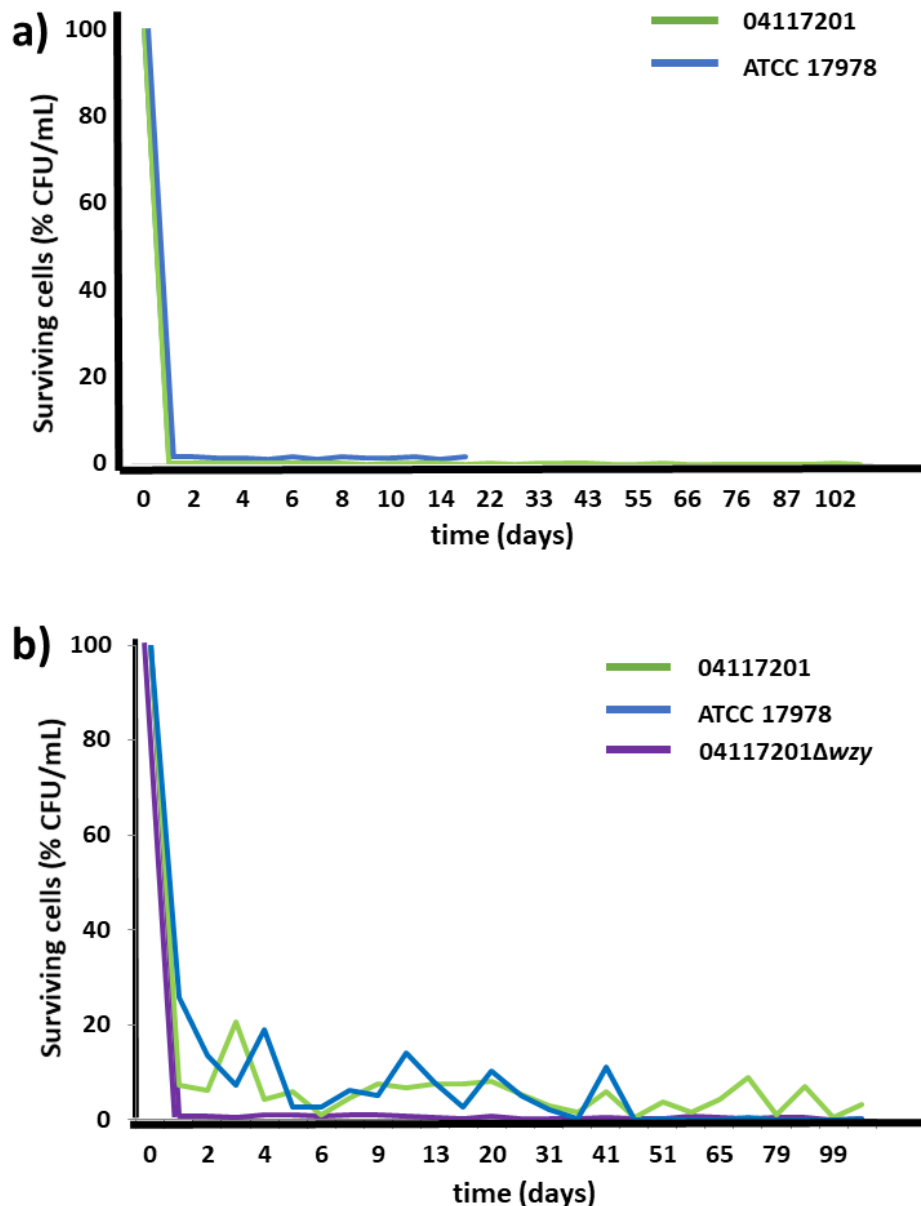 a)
04117201
ATCC 17978
Surviving cells (% CFU/mL)
100
80
60
40
20
0
0 2 4 6 8 10 14 22 33 43 55 66 76 87 102
time (days)
b)
04117201
ATCC 17978
04117201Δwzy
Surviving cells (% CFU/mL)
100
80
60
40
20
0
0 2 4 6 9 13 20 31 41 51 65 79 99
time (days)